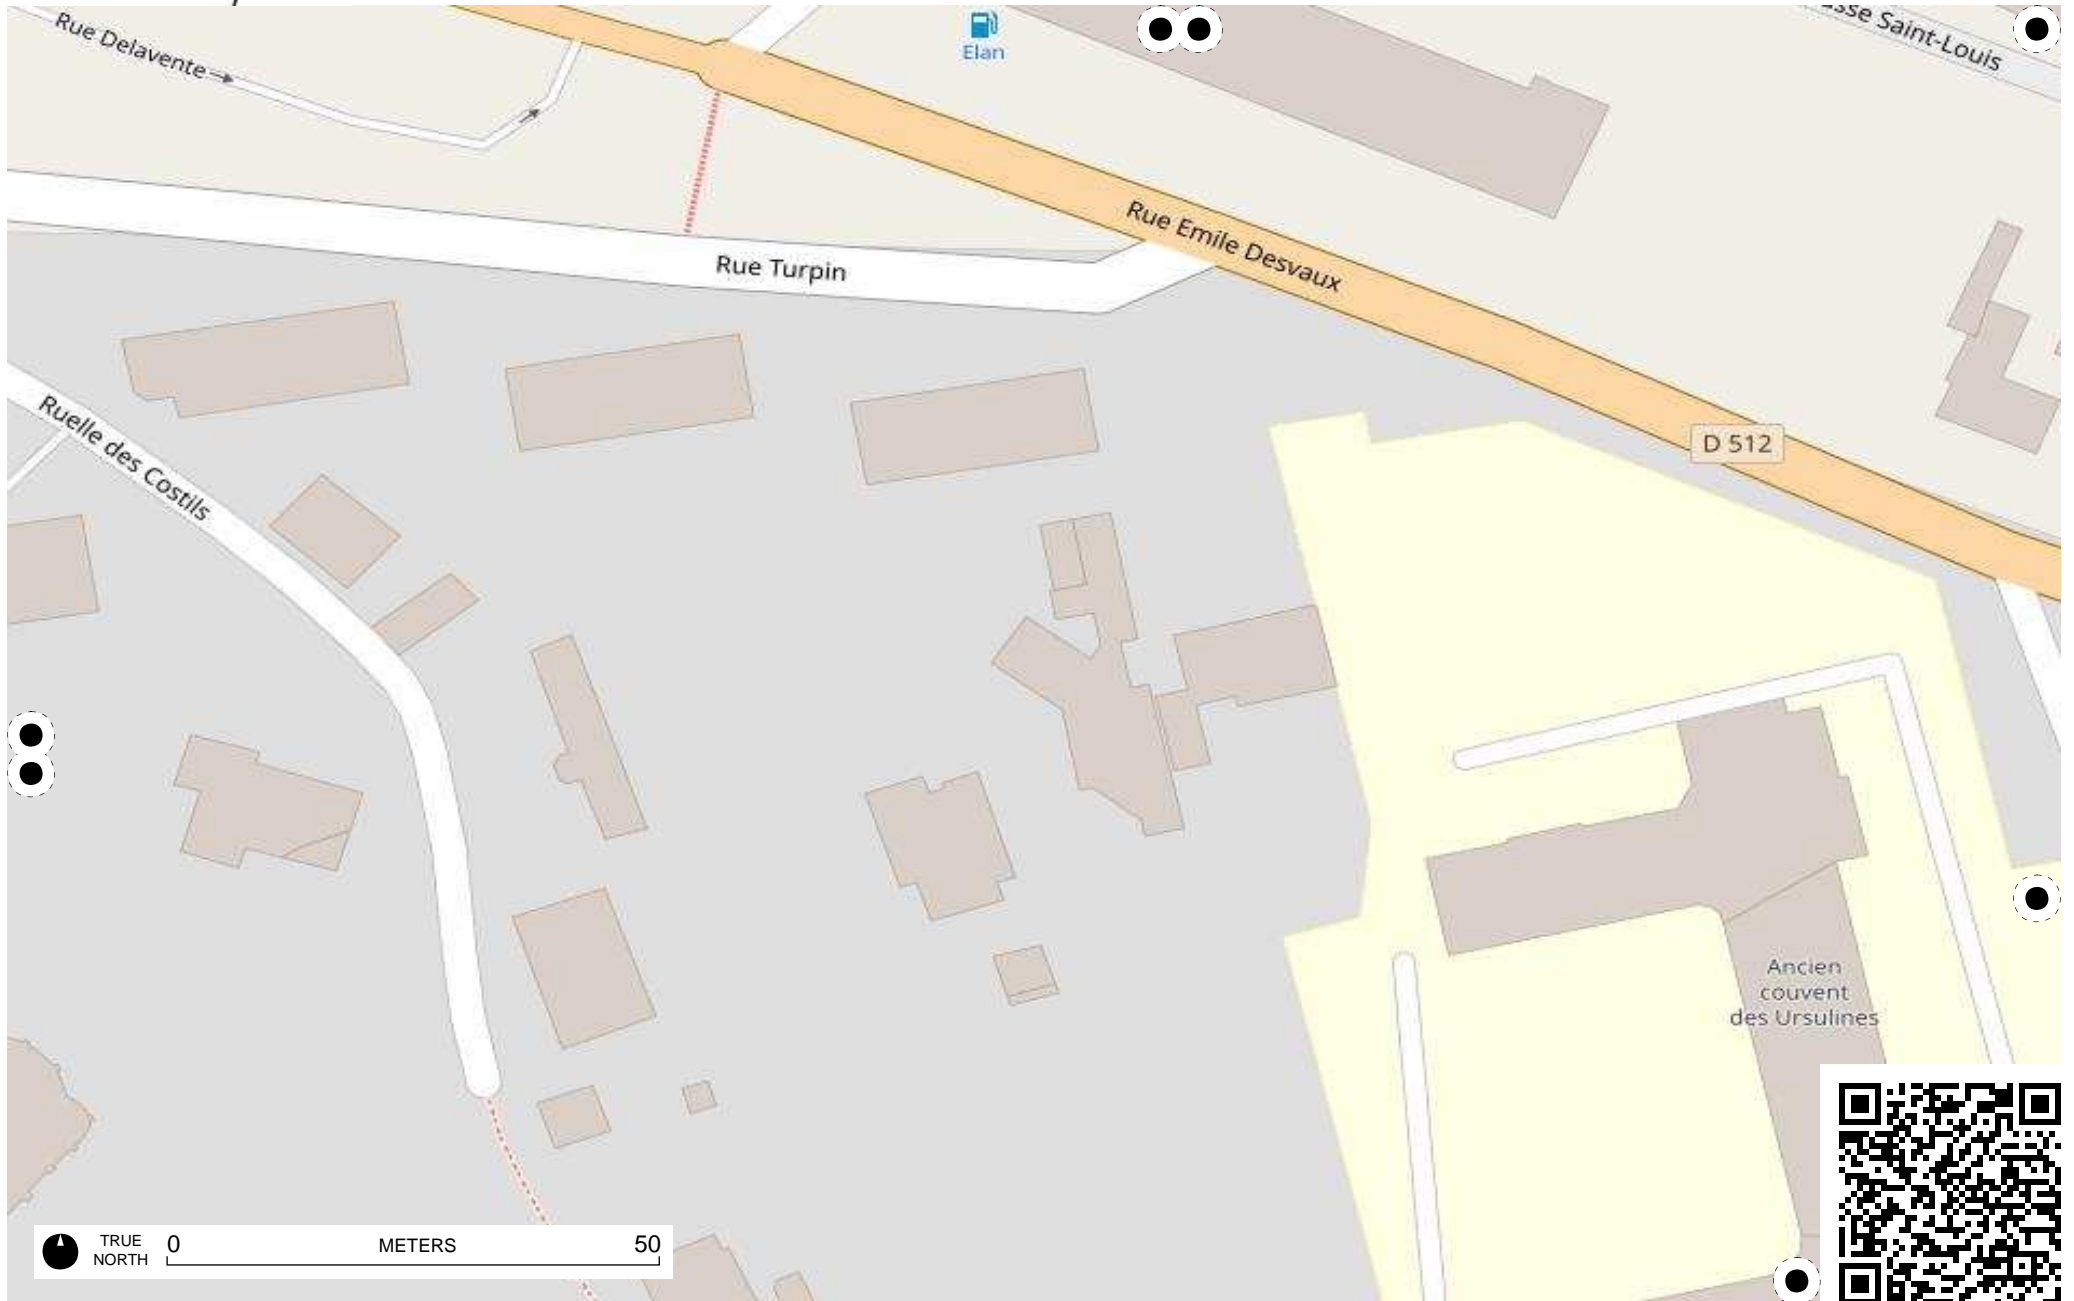 Rue Delavente
Elan
Saint-Louis
Rue Emile Desvaux
Rue Turpin
Ruelle des Costils
D 512
Ancien
couvent
des Ursulines
TRUE
NORTH
0 METERS 50